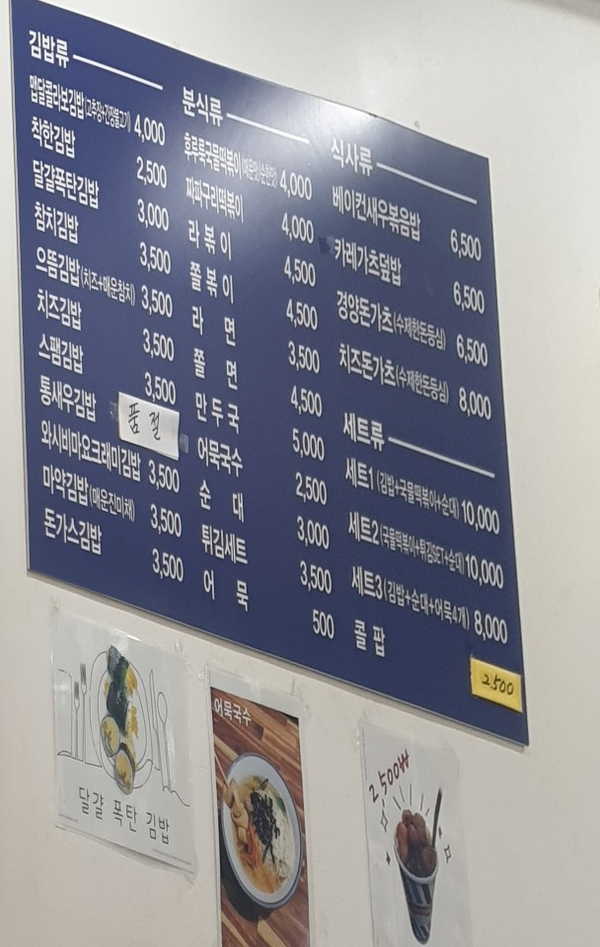 김밥류
맵달콜라보김밥(고추장+간장불고기) 4,000
착한김밥 2,500
달걀폭탄김밥 3,000
참치김밥 3,500
으뜸김밥(치즈+매운참치) 3,500
치즈김밥 3,500
스팸김밥 3,500
통새우김밥 품절
와시비마요크래미김밥 3,500
마약김밥(매운진미채) 3,500
돈가스김밥 3,500
분식류
후루룩국물떡볶이(매운맛/순한맛) 4,000
짜파구리떡볶이 4,000
라볶이 4,500
쫄볶이 4,500
라면 3,500
쫄면 4,500
만두국 5,000
어묵국수 2,500
순대 3,000
튀김세트 3,500
어묵 500
식사류
베이컨새우볶음밥 6,500
카레가츠덮밥 6,500
경양돈가츠(수제한돈등심) 6,500
치즈돈가츠(수제한돈등심) 8,000
세트류
세트1(김밥+국물떡볶이+순대) 10,000
세트2(국물떡볶이+튀김SET+순대) 10,000
세트3(김밥+순대+어묵4개) 8,000
콜팝 2,500
달걀 폭탄 김밥
어묵국수
2500₩